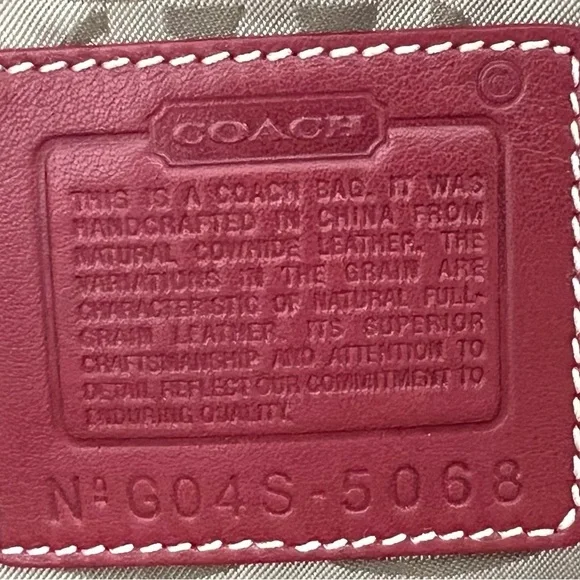 ©
COACH
THIS IS A COACH BAG. IT WAS
HANDCRAFTED IN CHINA FROM
NATURAL COWHIDE LEATHER. THE
VARIATIONS IN THE GRAIN ARE
CHARACTERISTIC OF NATURAL FULL-
GRAIN LEATHER. ITS SUPERIOR
CRAFTSMANSHIP AND ATTENTION TO
DETAIL REFLECT OUR COMMITMENT TO
ENDURING QUALITY.
Nº G04S-5068